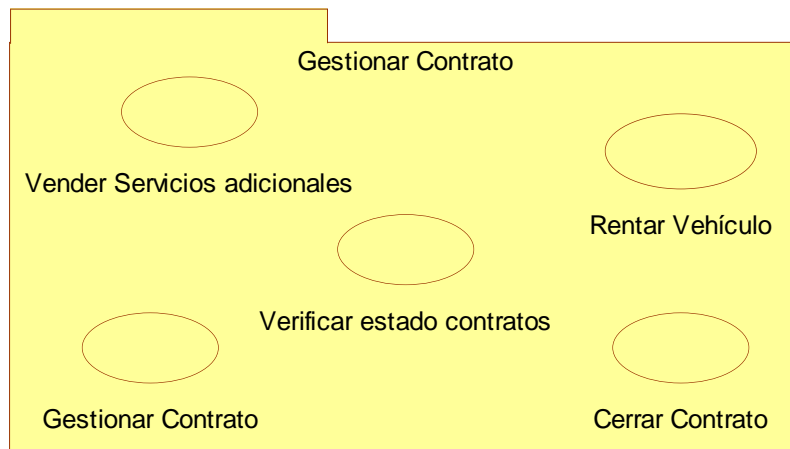 Gestionar Contrato
Vender Servicios adicionales
Rentar Vehículo
Verificar estado contratos
Gestionar Contrato
Cerrar Contrato